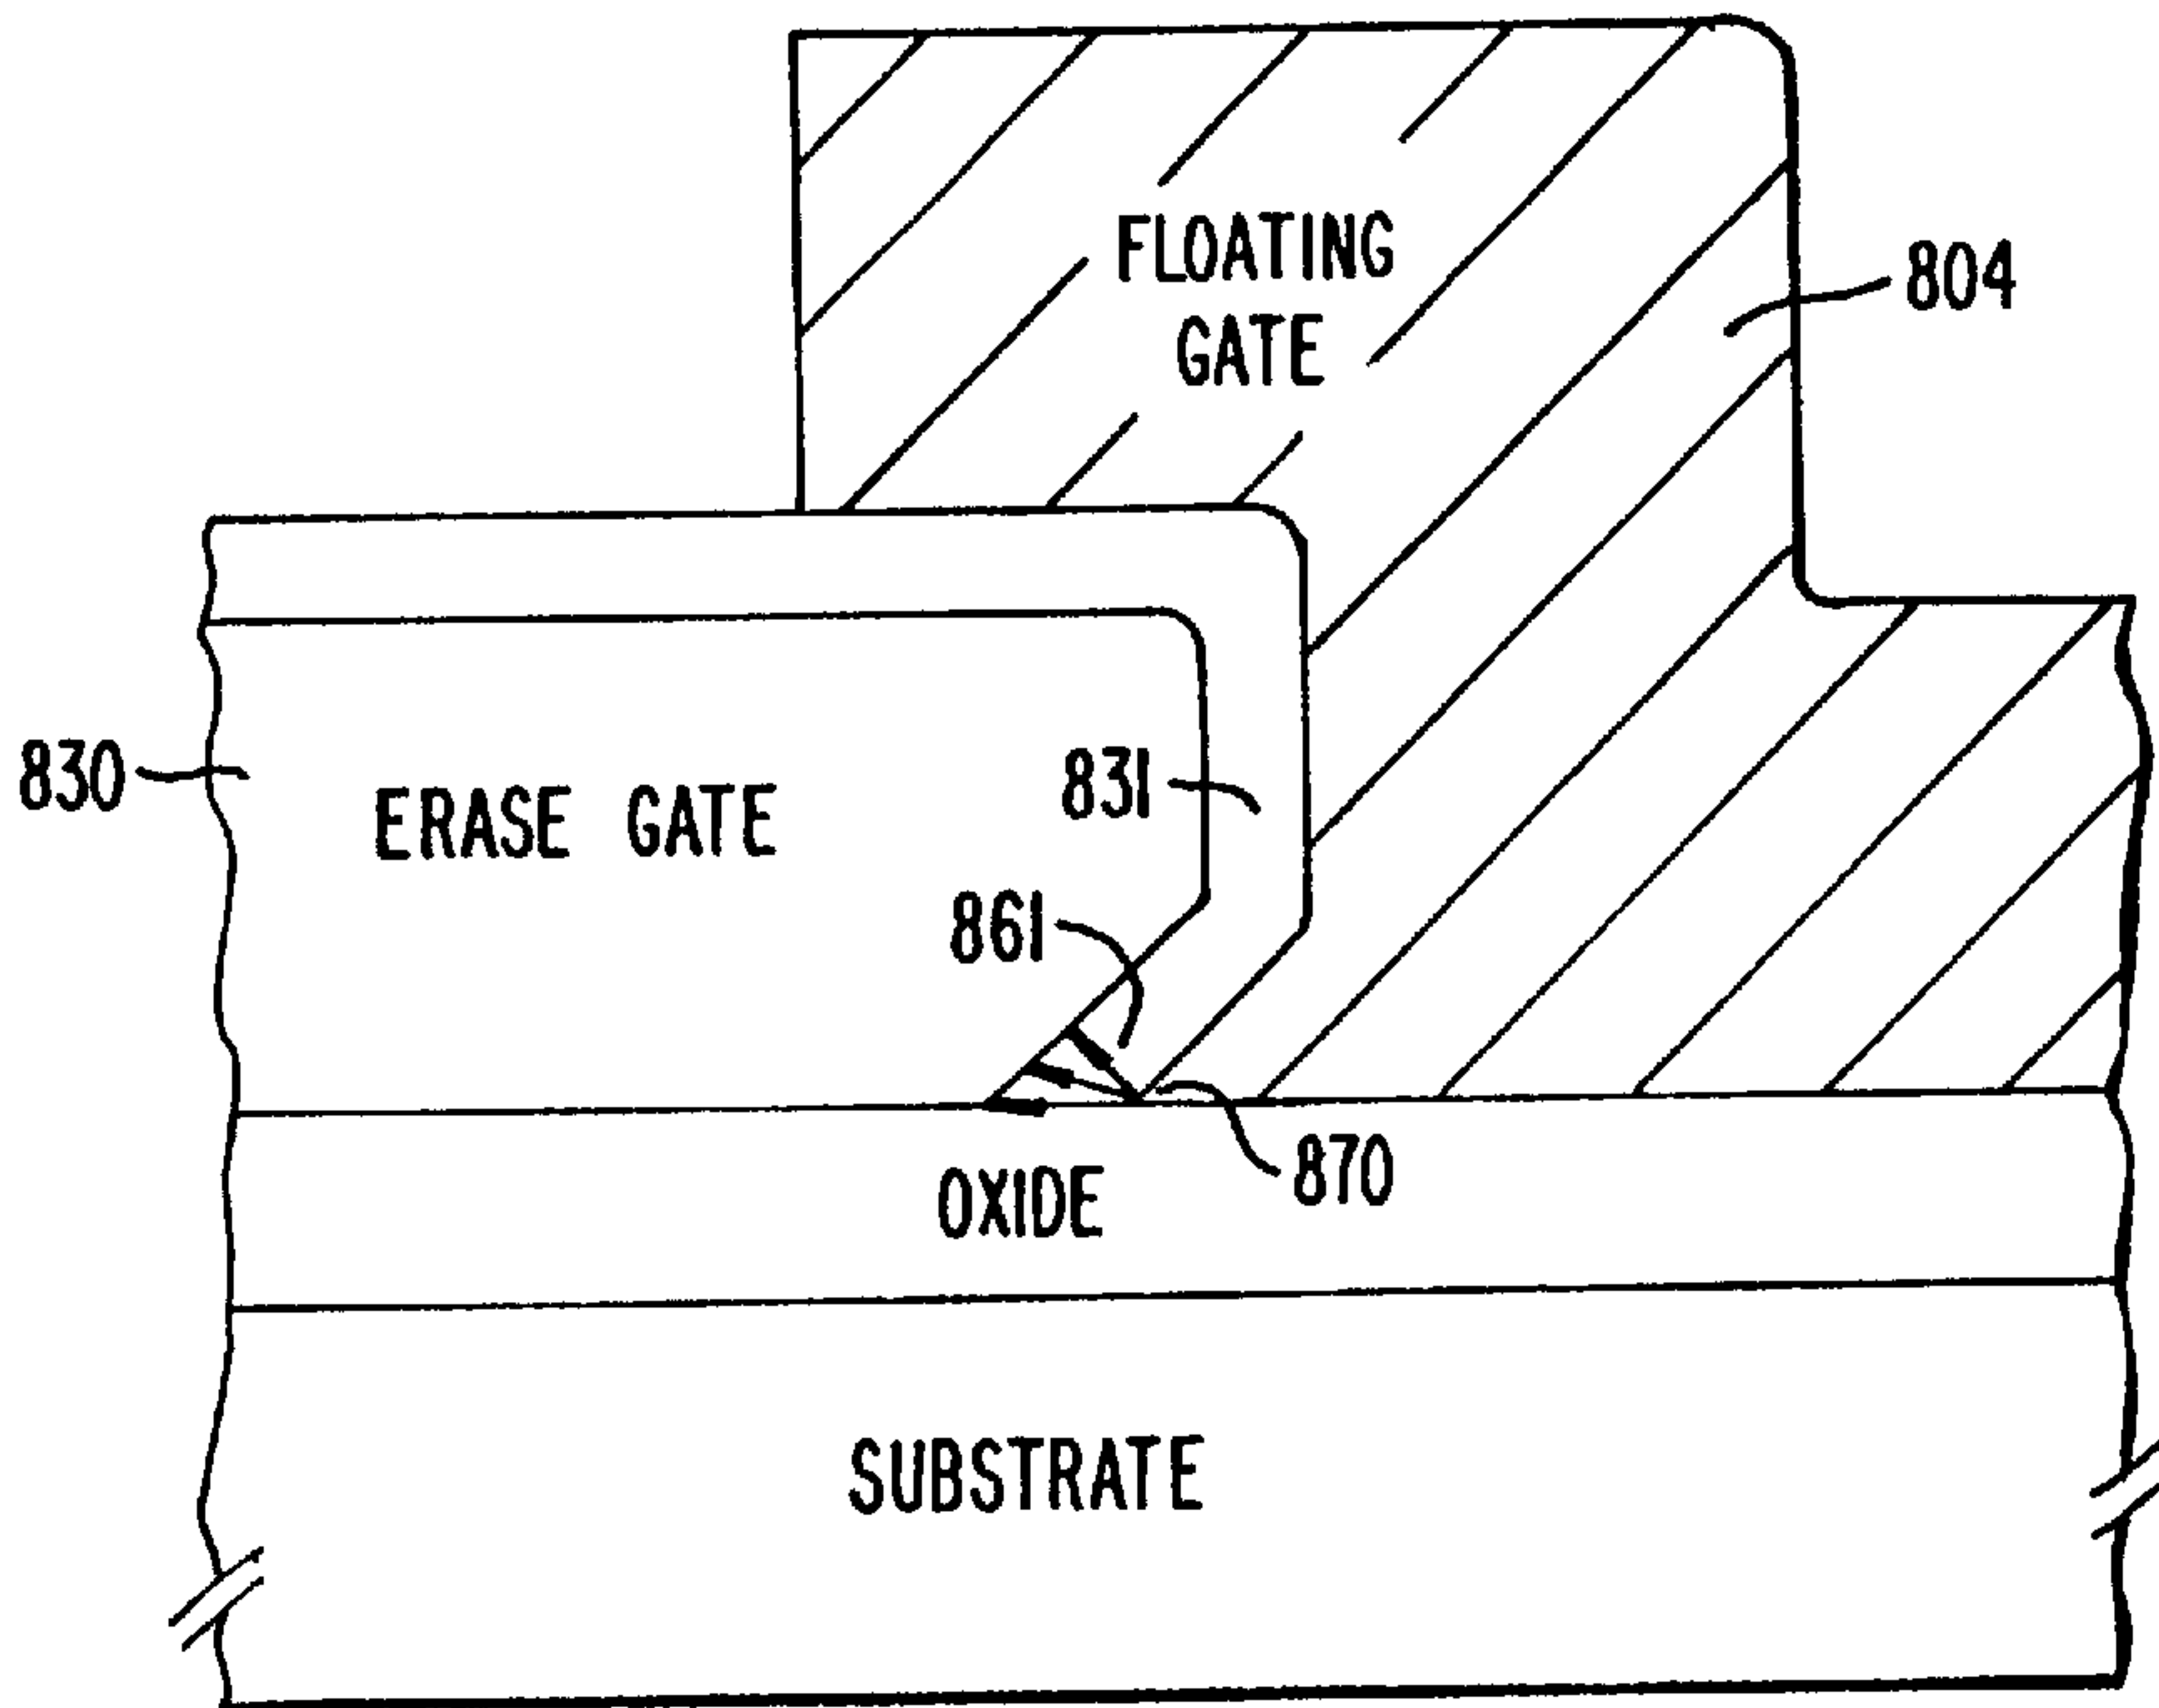 FLOATING
GATE
804
830
ERASE GATE
831
861
870
OXIDE
SUBSTRATE